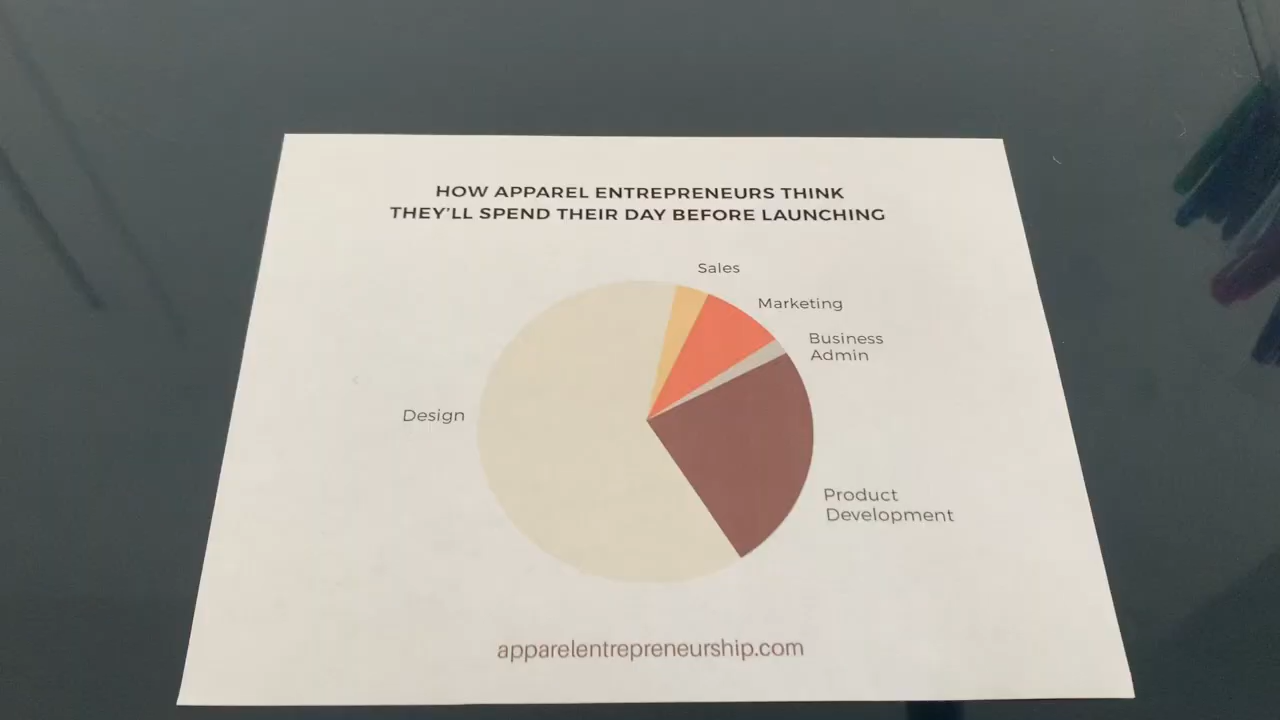 HOW APPAREL ENTREPRENEURS THINK
THEY'LL SPEND THEIR DAY BEFORE LAUNCHING
Sales
Marketing
Business
Admin
Design
Product
Development
apparelentrepreneurship.com